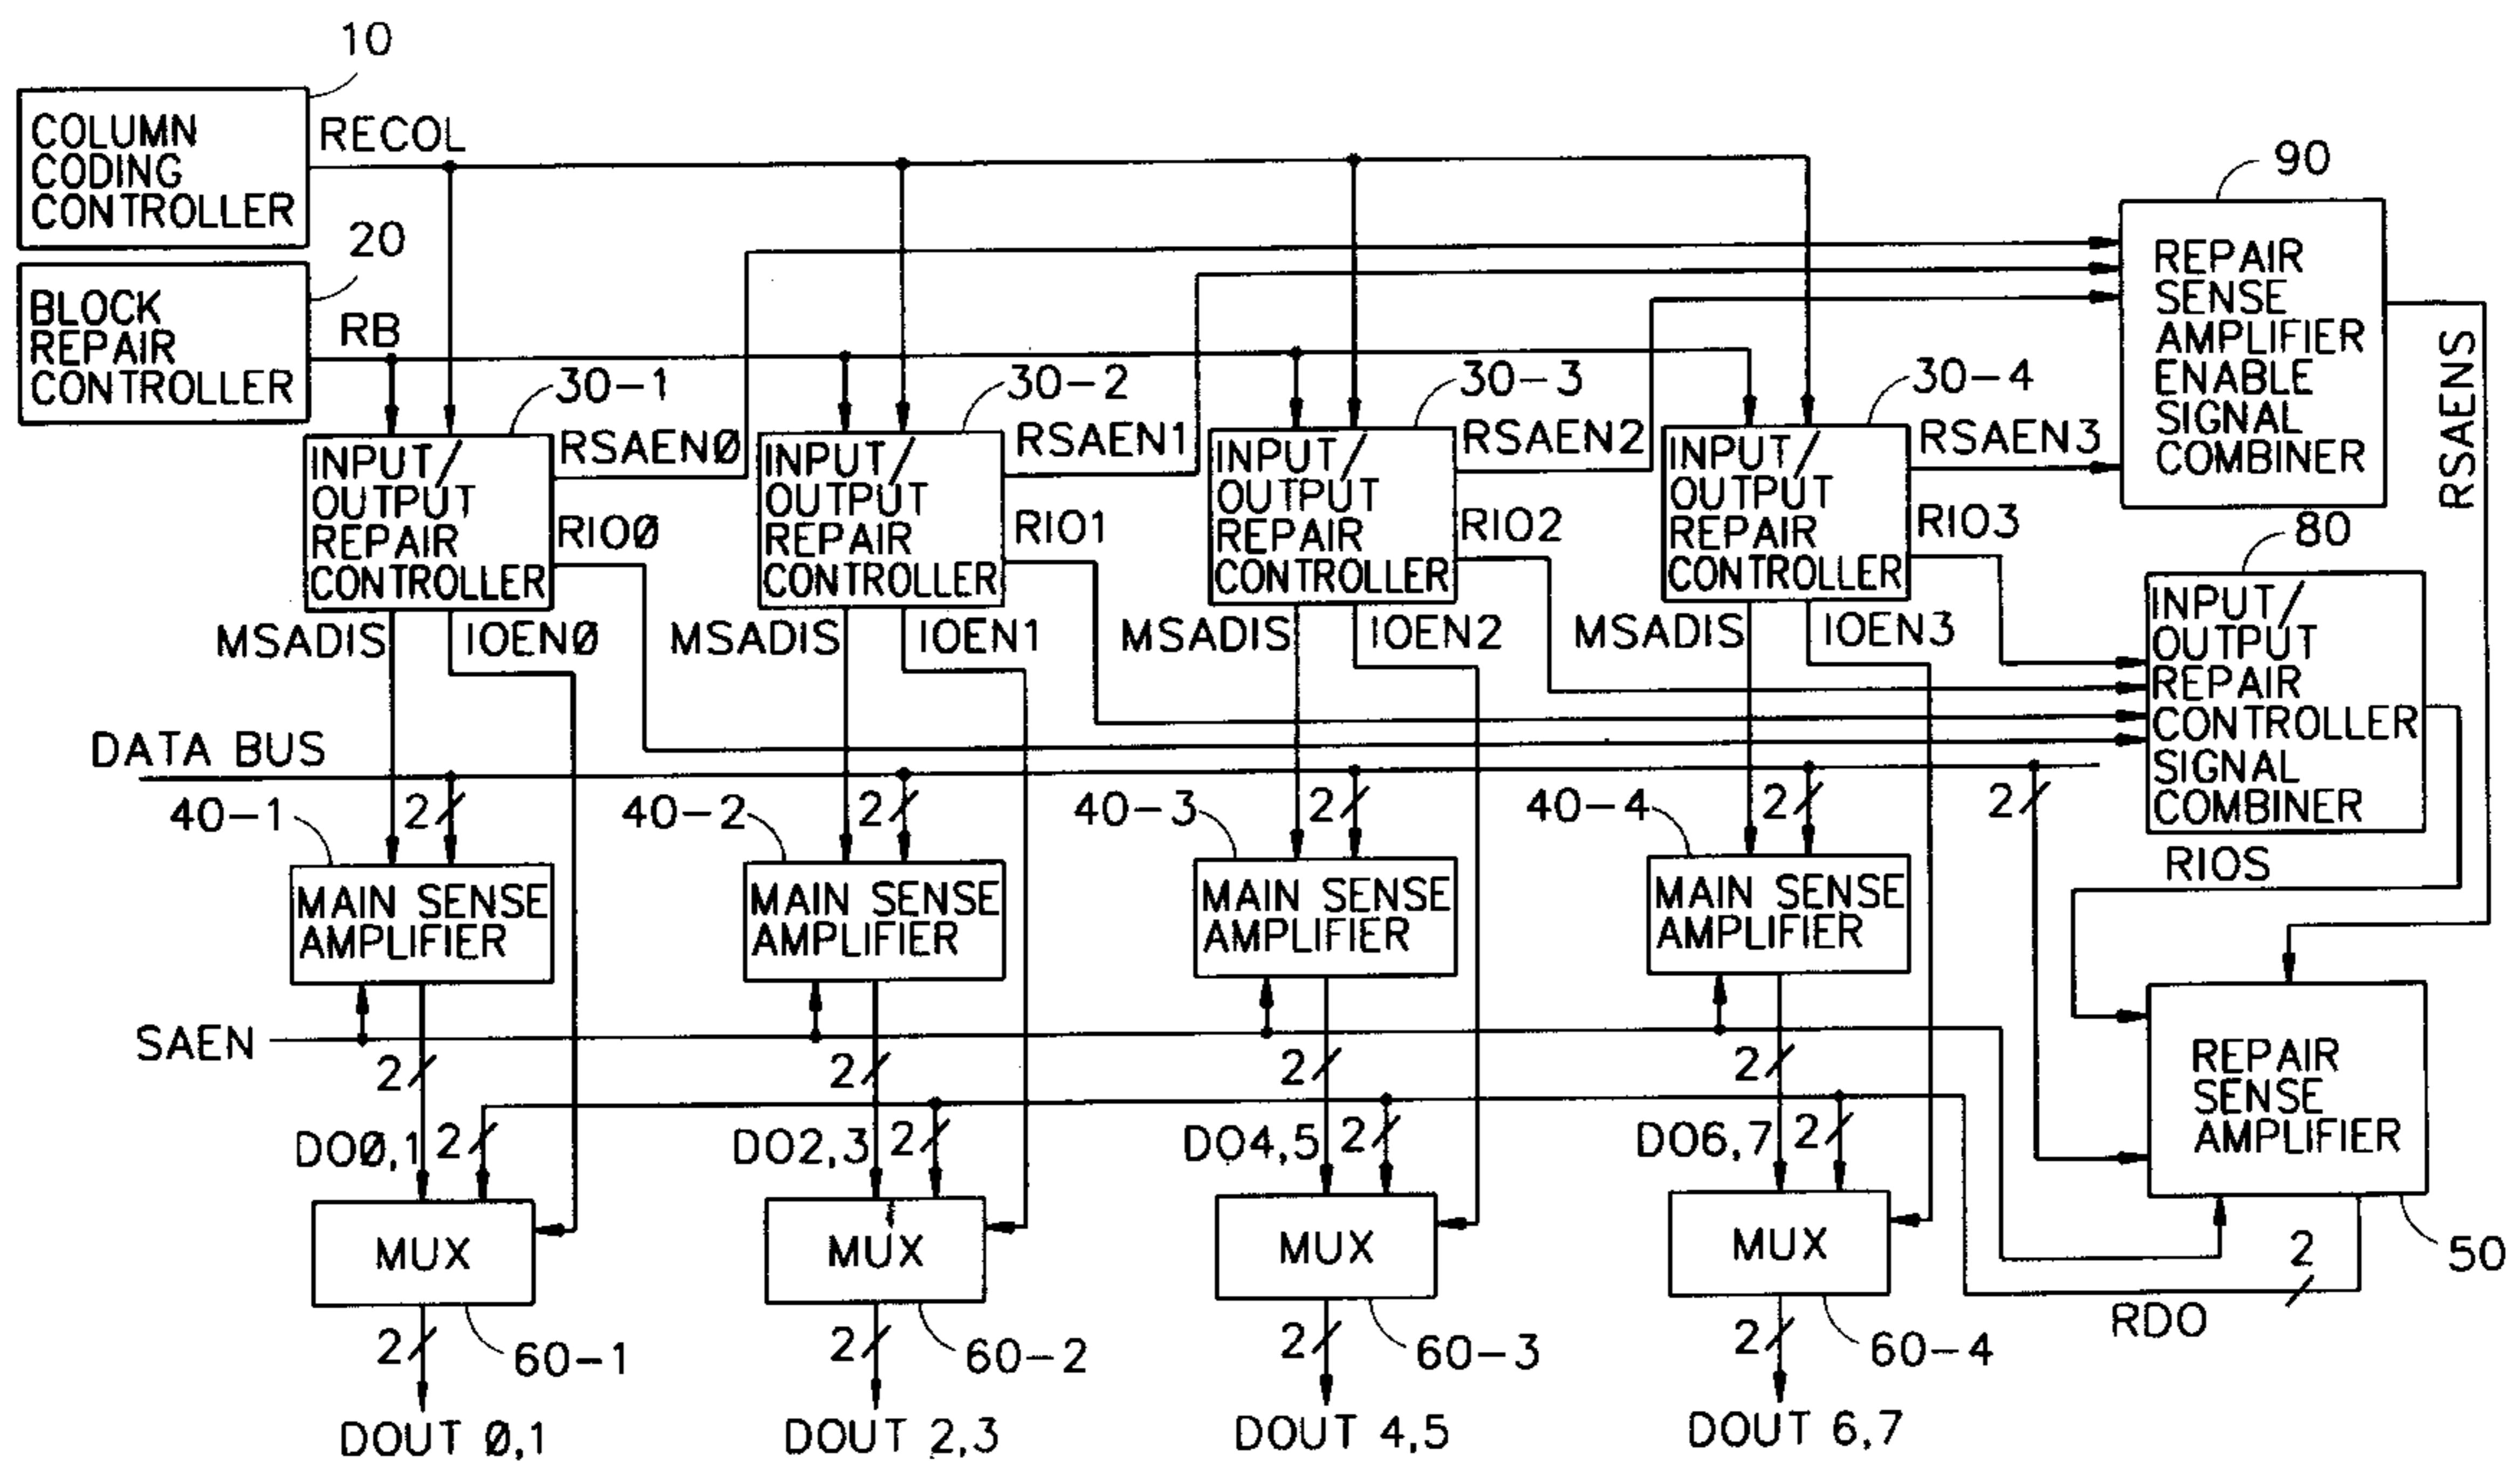 10
COLUMN
CODING
CONTROLLER
RECOL
20
BLOCK
REPAIR
CONTROLLER
RB
90
REPAIR
SENSE
AMPLIFIER
ENABLE
SIGNAL
COMBINER
RSAENS
30-1
INPUT/
OUTPUT
REPAIR
CONTROLLER
RSAENØ
RIOØ
30-2
INPUT/
OUTPUT
REPAIR
CONTROLLER
RSAEN1
RIO1
30-3
INPUT/
OUTPUT
REPAIR
CONTROLLER
RSAEN2
RIO2
30-4
INPUT/
OUTPUT
REPAIR
CONTROLLER
RSAEN3
RIO3
80
INPUT/
OUTPUT
REPAIR
CONTROLLER
SIGNAL
COMBINER
RIOS
MSADIS
IOENØ
MSADIS
IOEN1
MSADIS
IOEN2
MSADIS
IOEN3
DATA BUS
40-1
2
40-2
2
40-3
2
40-4
2
2
MAIN SENSE
AMPLIFIER
MAIN SENSE
AMPLIFIER
MAIN SENSE
AMPLIFIER
MAIN SENSE
AMPLIFIER
SAEN
2
2
2
2
REPAIR
SENSE
AMPLIFIER
50
DOØ,1
2
DO2,3
2
DO4,5
2
DO6,7
2
MUX
MUX
MUX
MUX
2
RDO
2
60-1
2
60-2
2
60-3
2
60-4
DOUT Ø,1
DOUT 2,3
DOUT 4,5
DOUT 6,7